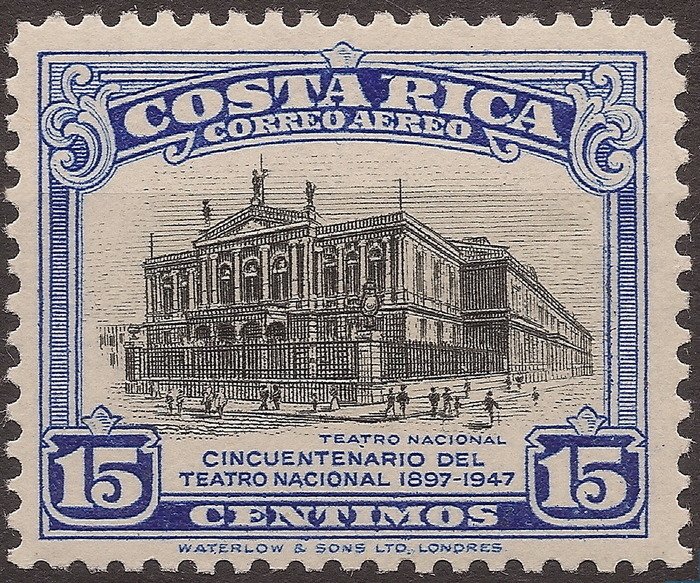 COSTA RICA
CORREO AEREO
TEATRO NACIONAL
CINCUENTENARIO DEL
TEATRO NACIONAL 1897-1947
15 15
CENTIMOS
WATERLOW & SONS LTD, LONDRES